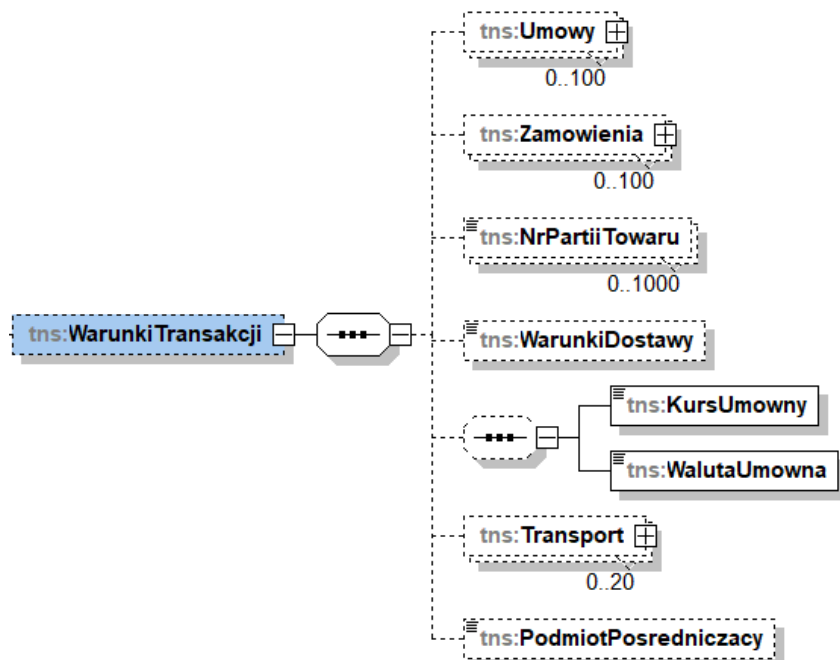 tns:Umowy
0..100
tns:Zamowienia
0..100
tns:NrPartiiTowaru
0..1000
tns:WarunkiTransakcji
tns:WarunkiDostawy
tns:KursUmowny
tns:WalutaUmowna
tns:Transport
0..20
tns:PodmiotPosredniczacy